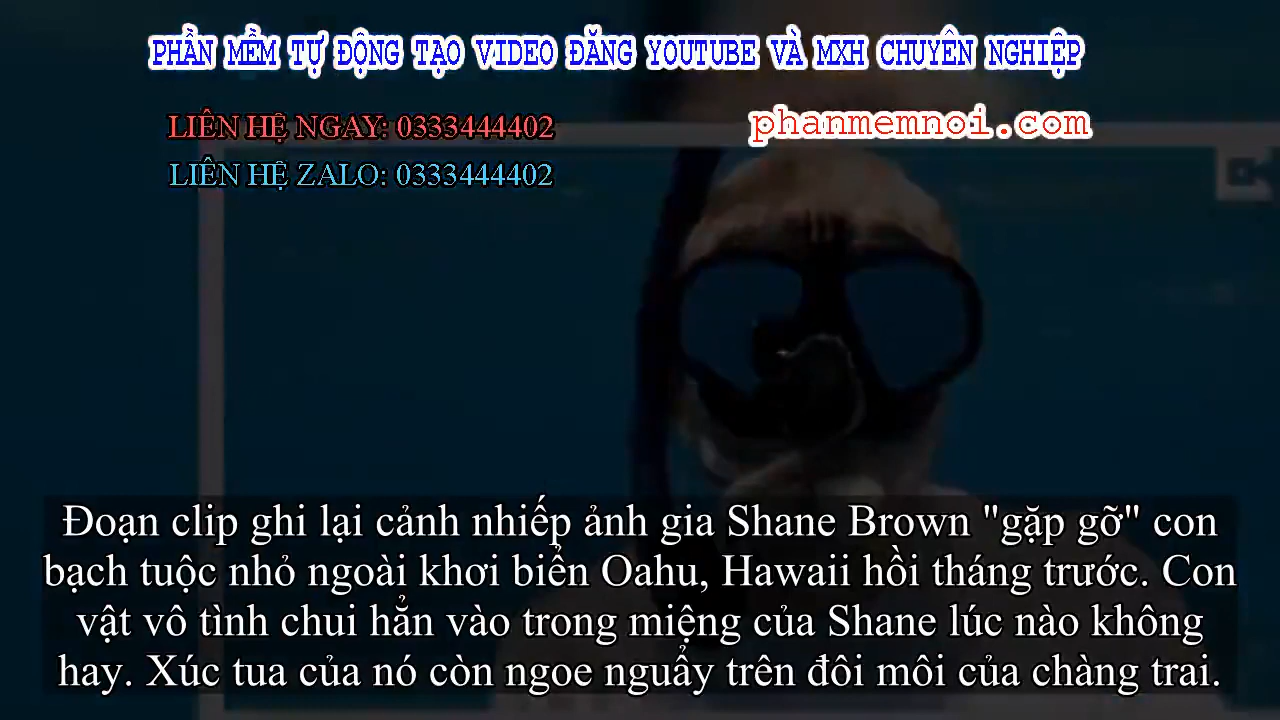 PHẦN MỀM TỰ ĐỘNG TẠO VIDEO ĐĂNG YOUTUBE VÀ MXH CHUYÊN NGHIỆP
LIÊN HỆ NGAY: 0333444402
phanmemnoi.com
LIÊN HỆ ZALO: 0333444402
Đoạn clip ghi lại cảnh nhiếp ảnh gia Shane Brown "gặp gỡ" con
bạch tuộc nhỏ ngoài khơi biển Oahu, Hawaii hồi tháng trước. Con
vật vô tình chui hẳn vào trong miệng của Shane lúc nào không
hay. Xúc tua của nó còn ngoe nguẩy trên đôi môi của chàng trai.